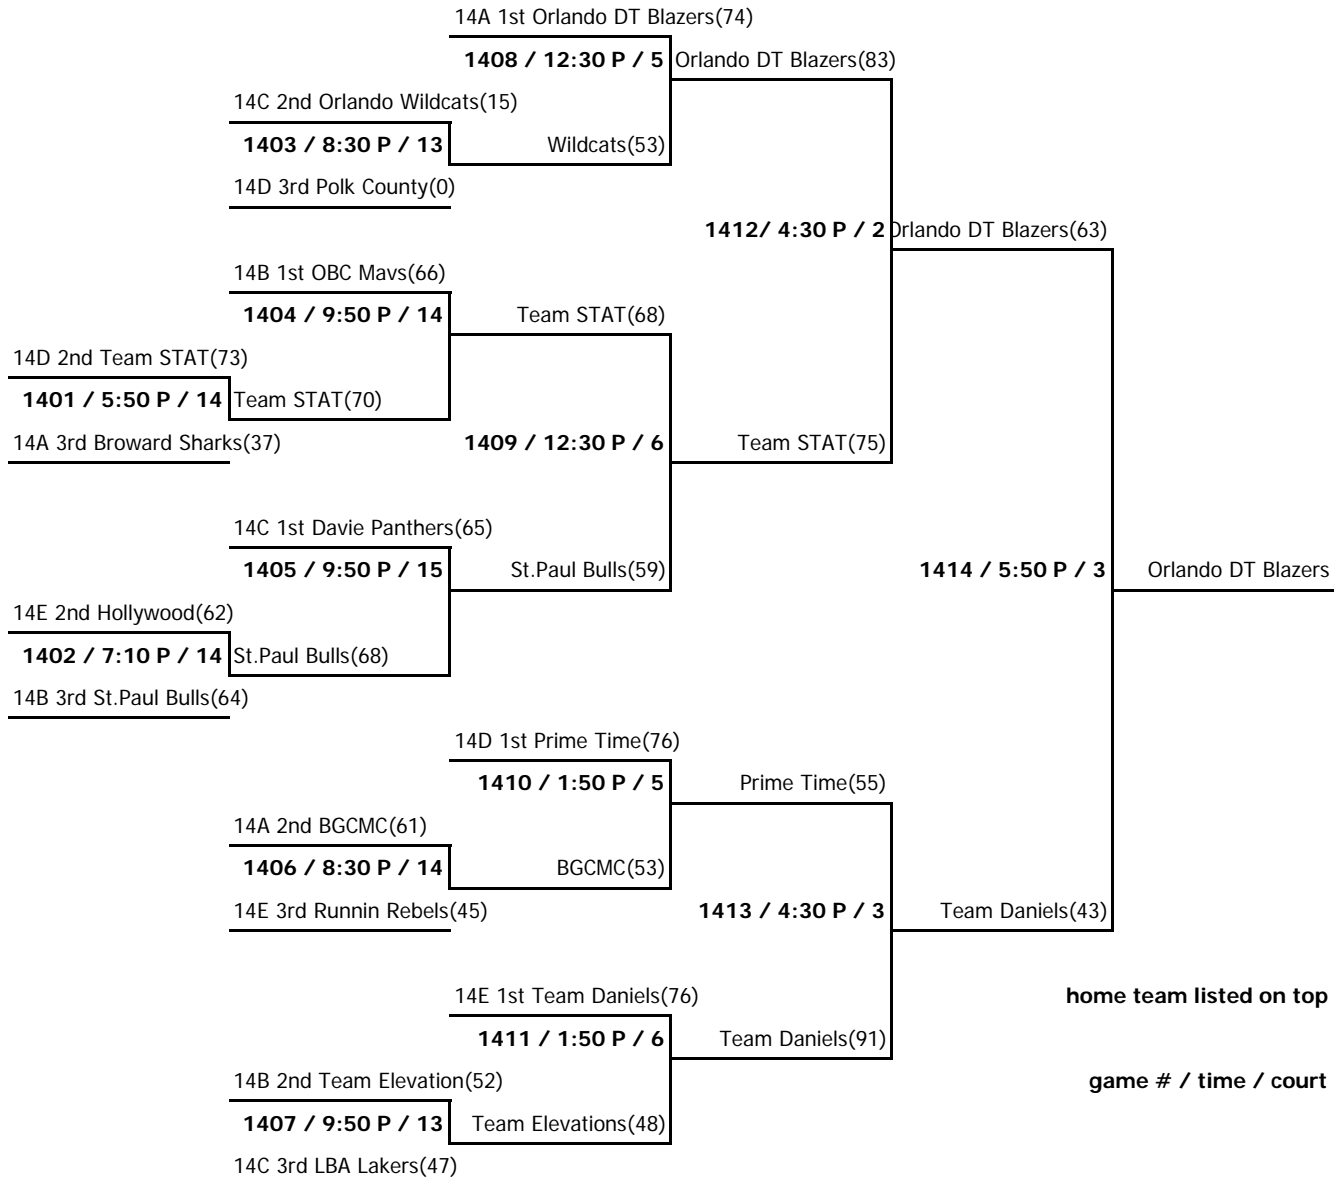 14A 1st Orlando DT Blazers(74)
1408 / 12:30 P / 5 Orlando DT Blazers(83)
14C 2nd Orlando Wildcats(15)
1403 / 8:30 P / 13 Wildcats(53)
14D 3rd Polk County(0)
1412/ 4:30 P / 2 Orlando DT Blazers(63)
14B 1st OBC Mavs(66)
1404 / 9:50 P / 14 Team STAT(68)
14D 2nd Team STAT(73)
1401 / 5:50 P / 14 Team STAT(70)
14A 3rd Broward Sharks(37) 1409 / 12:30 P / 6 Team STAT(75)
14C 1st Davie Panthers(65)
1405 / 9:50 P / 15 St.Paul Bulls(59) 1414 / 5:50 P / 3 Orlando DT Blazers
14E 2nd Hollywood(62)
1402 / 7:10 P / 14 St.Paul Bulls(68)
14B 3rd St.Paul Bulls(64)
14D 1st Prime Time(76)
1410 / 1:50 P / 5 Prime Time(55)
14A 2nd BGCMC(61)
1406 / 8:30 P / 14 BGCMC(53)
14E 3rd Runnin Rebels(45) 1413 / 4:30 P / 3 Team Daniels(43)
14E 1st Team Daniels(76) home team listed on top
1411 / 1:50 P / 6 Team Daniels(91)
14B 2nd Team Elevation(52) game # / time / court
1407 / 9:50 P / 13 Team Elevations(48)
14C 3rd LBA Lakers(47)